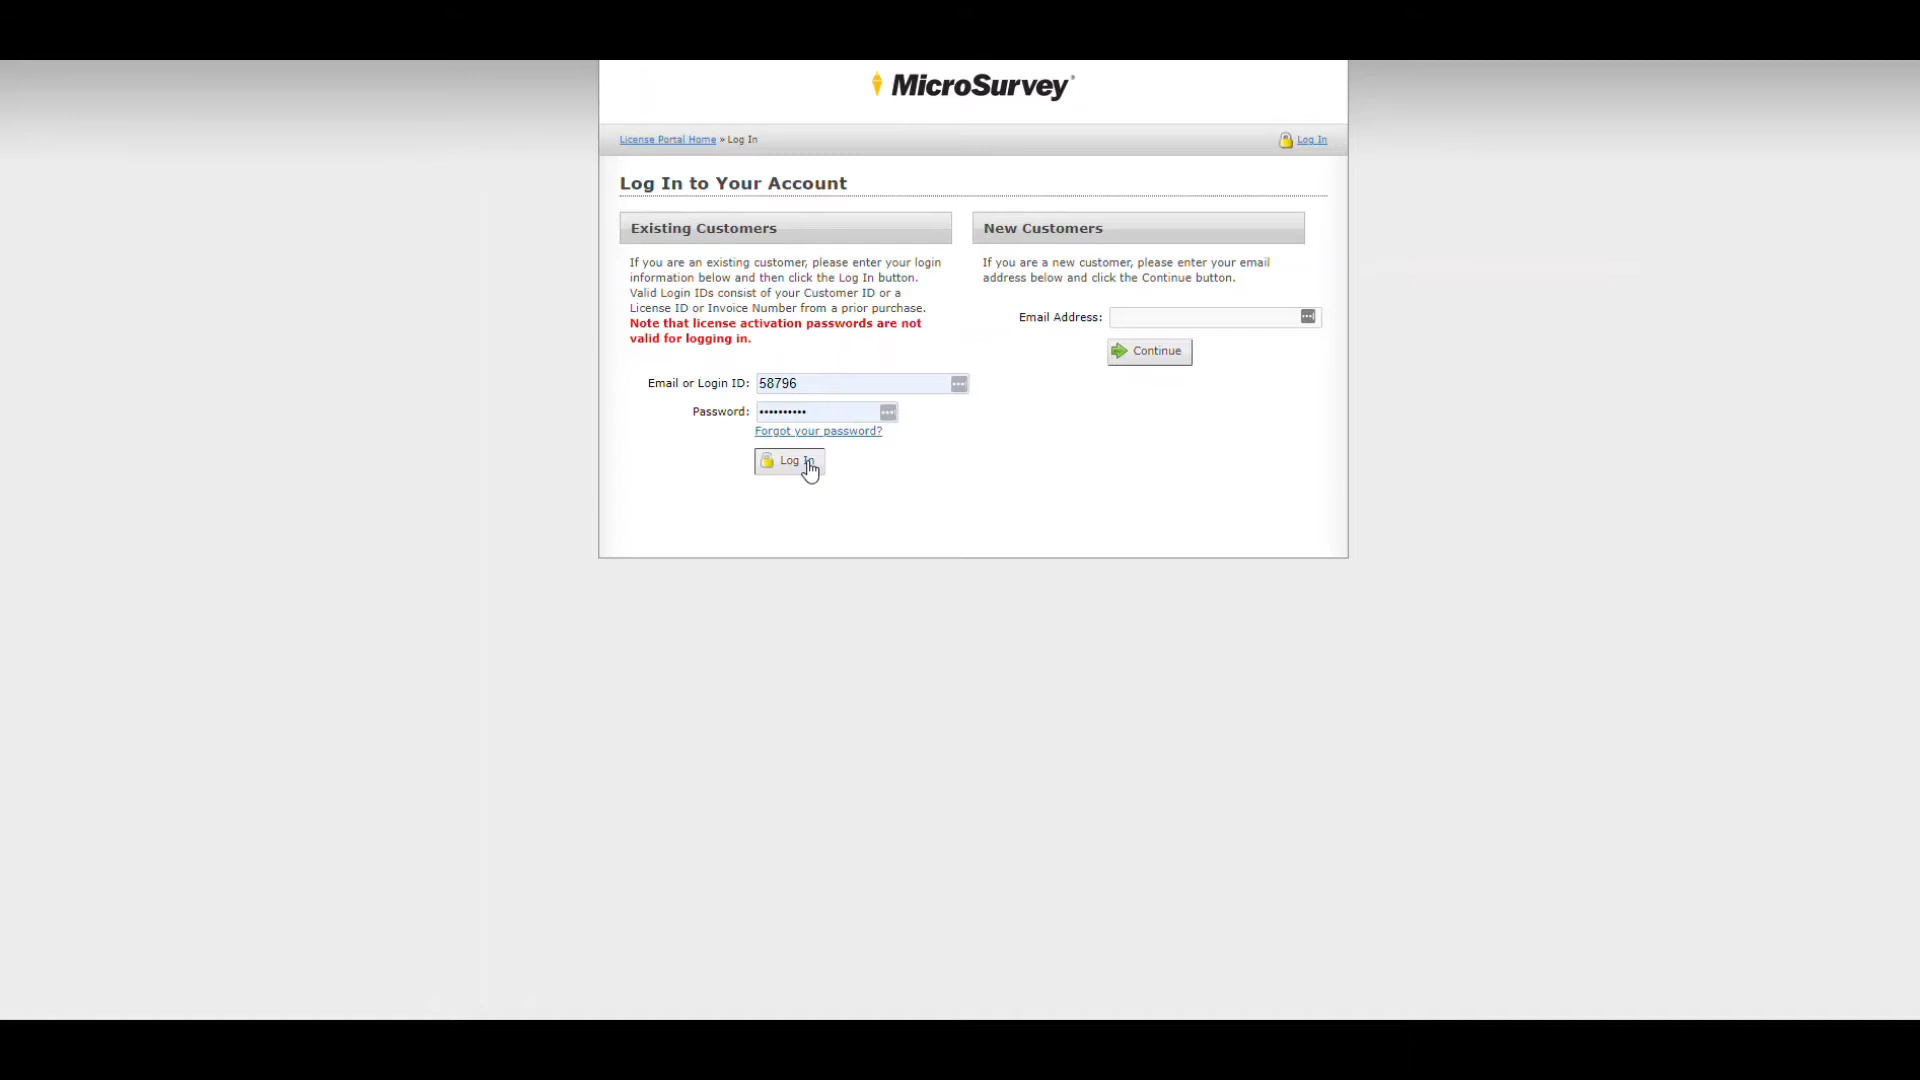 MicroSurvey
License Portal Home » Log In
Log In
Log In to Your Account
Existing Customers
If you are an existing customer, please enter your login
information below and then click the Log In button.
Valid Login IDs consist of your Customer ID or a
License ID or Invoice Number from a prior purchase.
Note that license activation passwords are not
valid for logging in.
Email or Login ID: 58796
Password: ••••••••••
Forgot your password?
Log In
New Customers
If you are a new customer, please enter your email
address below and click the Continue button.
Email Address:
Continue